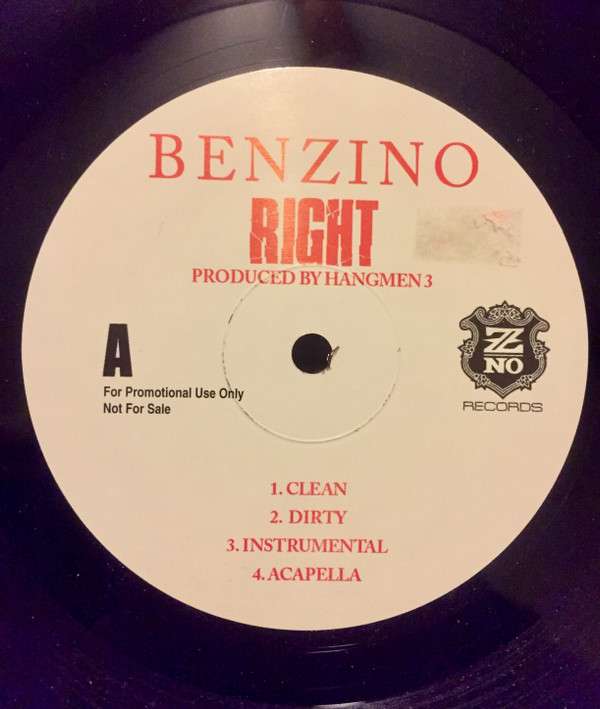 BENZINO
RIGHT
PRODUCED BY HANGMEN 3
A
For Promotional Use Only
Not For Sale
Z
NO
RECORDS
1. CLEAN
2. DIRTY
3. INSTRUMENTAL
4. ACAPELLA